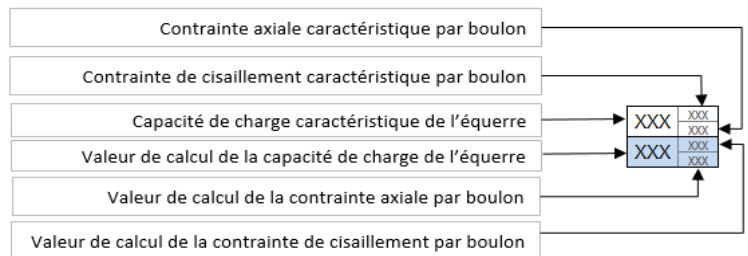 Contrainte axiale caractéristique par boulon
Contrainte de cisaillement caractéristique par boulon
Capacité de charge caractéristique de l’équerre
Valeur de calcul de la capacité de charge de l’équerre
Valeur de calcul de la contrainte axiale par boulon
Valeur de calcul de la contrainte de cisaillement par boulon
XXX
XXX
XXX
XXX
XXX
XXX